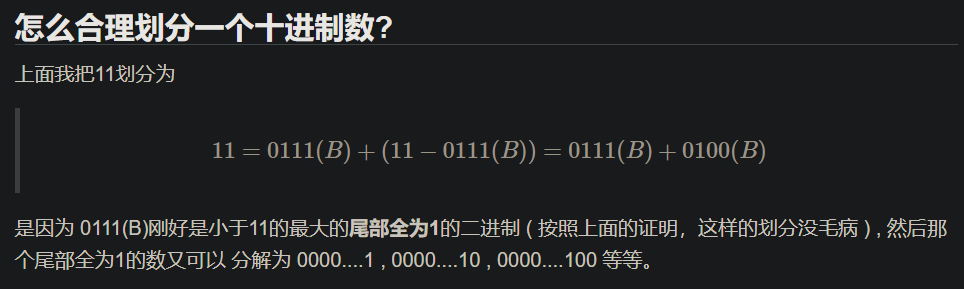 怎么合理划分一个十进制数?
上面我把11划分为
11 = 0111(B) + (11 − 0111(B)) = 0111(B) + 0100(B)
是因为 0111(B)刚好是小于11的最大的尾部全为1的二进制 ( 按照上面的证明，这样的划分没毛病 ) , 然后那
个尾部全为1的数又可以 分解为 0000....1 , 0000....10 , 0000....100 等等。